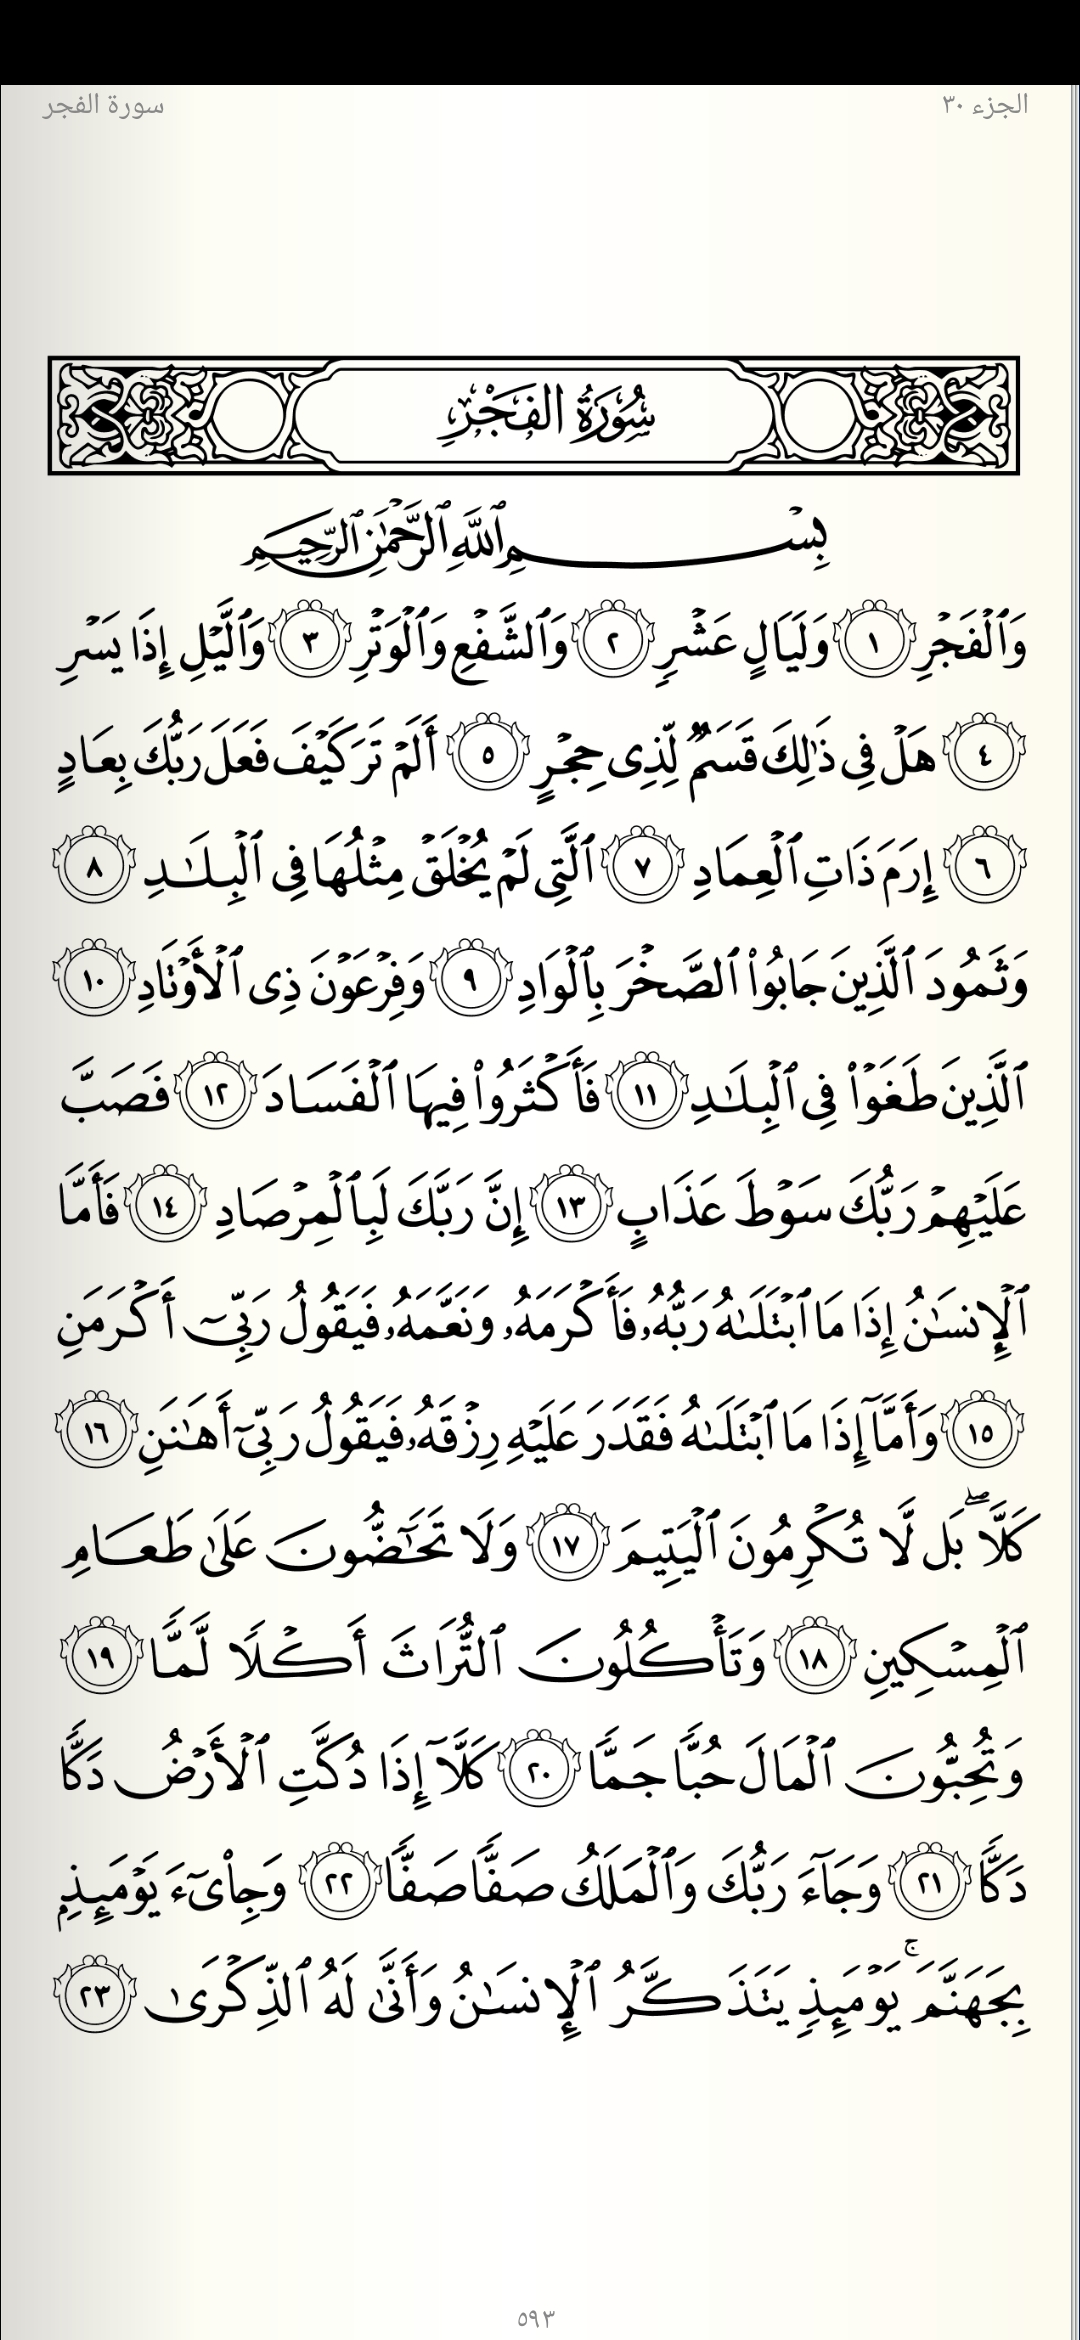 الجزء ٣٠
سورة الفجر
سُورَةُ الفَجْرِ
بِسْمِ ٱللَّهِ ٱلرَّحْمَٰنِ ٱلرَّحِيمِ
وَٱلْفَجْرِ ١ وَلَيَالٍ عَشْرٍ ٢ وَٱلشَّفْعِ وَٱلْوَتْرِ ٣ وَٱلَّيْلِ إِذَا يَسْرِ
٤ هَلْ فِى ذَٰلِكَ قَسَمٌ لِّذِى حِجْرٍ ٥ أَلَمْ تَرَ كَيْفَ فَعَلَ رَبُّكَ بِعَادٍ
٦ إِرَمَ ذَاتِ ٱلْعِمَادِ ٧ ٱلَّتِى لَمْ يُخْلَقْ مِثْلُهَا فِى ٱلْبِلَٰدِ ٨
وَثَمُودَ ٱلَّذِينَ جَابُوا۟ ٱلصَّخْرَ بِٱلْوَادِ ٩ وَفِرْعَوْنَ ذِى ٱلْأَوْتَادِ ١٠
ٱلَّذِينَ طَغَوْا۟ فِى ٱلْبِلَٰدِ ١١ فَأَكْثَرُوا۟ فِيهَا ٱلْفَسَادَ ١٢ فَصَبَّ
عَلَيْهِمْ رَبُّكَ سَوْطَ عَذَابٍ ١٣ إِنَّ رَبَّكَ لَبِٱلْمِرْصَادِ ١٤ فَأَمَّا
ٱلْإِنسَٰنُ إِذَا مَا ٱبْتَلَىٰهُ رَبُّهُۥ فَأَكْرَمَهُۥ وَنَعَّمَهُۥ فَيَقُولُ رَبِّىٓ أَكْرَمَنِ
١٥ وَأَمَّآ إِذَا مَا ٱبْتَلَىٰهُ فَقَدَرَ عَلَيْهِ رِزْقَهُۥ فَيَقُولُ رَبِّىٓ أَهَٰنَنِ ١٦
كَلَّا ۖ بَل لَّا تُكْرِمُونَ ٱلْيَتِيمَ ١٧ وَلَا تَحَٰٓضُّونَ عَلَىٰ طَعَامِ
ٱلْمِسْكِينِ ١٨ وَتَأْكُلُونَ ٱلتُّرَاثَ أَكْلًا لَّمًّا ١٩
وَتُحِبُّونَ ٱلْمَالَ حُبًّا جَمًّا ٢٠ كَلَّآ إِذَا دُكَّتِ ٱلْأَرْضُ دَكًّا
دَكًّا ٢١ وَجَآءَ رَبُّكَ وَٱلْمَلَكُ صَفًّا صَفًّا ٢٢ وَجِا۟ىٓءَ يَوْمَئِذٍۭ
بِجَهَنَّمَ ۚ يَوْمَئِذٍ يَتَذَكَّرُ ٱلْإِنسَٰنُ وَأَنَّىٰ لَهُ ٱلذِّكْرَىٰ ٢٣
٥٩٣